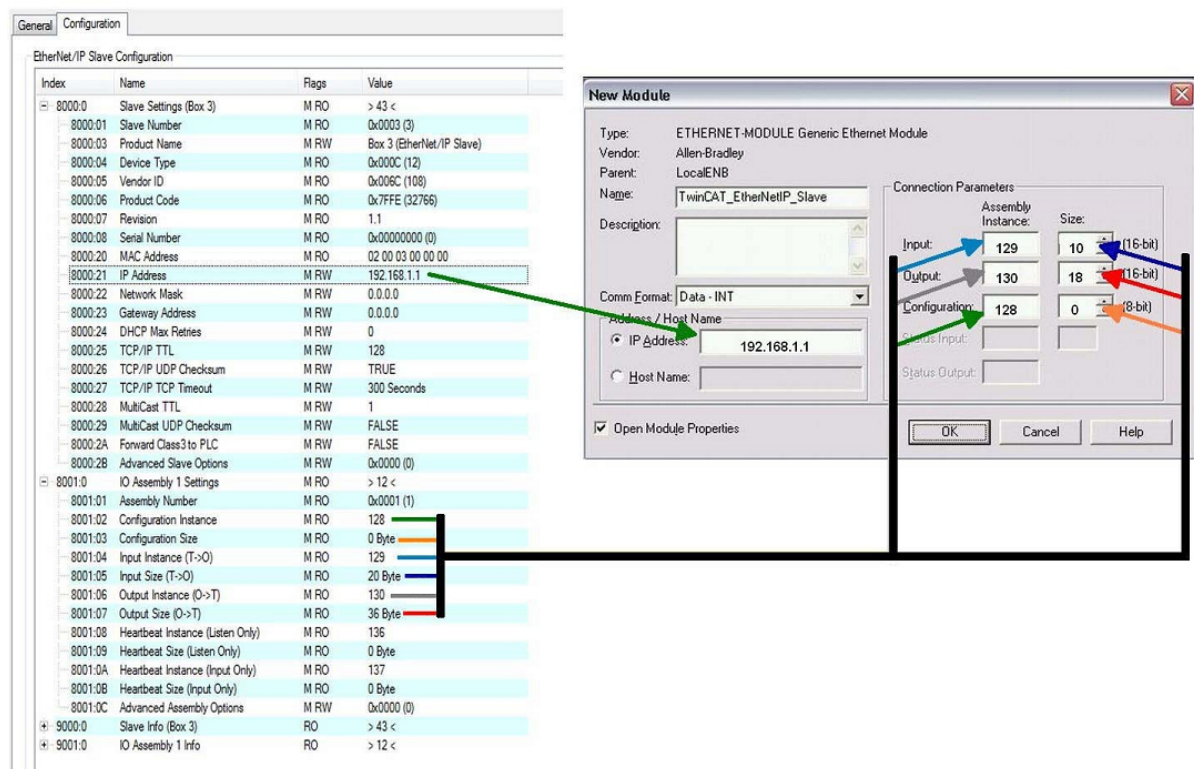 General Configuration
EtherNet/IP Slave Configuration
Index Name Flags Value
8000:0 Slave Settings (Box 3) M RO > 43 <
8000:01 Slave Number M RO 0x0003 (3)
8000:03 Product Name M RW Box 3 (EtherNet/IP Slave)
8000:04 Device Type M RO 0x000C (12)
8000:05 Vendor ID M RO 0x006C (108)
8000:06 Product Code M RO 0x7FFE (32766)
8000:07 Revision M RO 1.1
8000:08 Serial Number M RO 0x00000000 (0)
8000:20 MAC Address M RO 02 00 03 00 00 00
8000:21 IP Address M RW 192.168.1.1
8000:22 Network Mask M RW 0.0.0.0
8000:23 Gateway Address M RW 0.0.0.0
8000:24 DHCP Max Retries M RW 0
8000:25 TCP/IP TTL M RW 128
8000:26 TCP/IP UDP Checksum M RW TRUE
8000:27 TCP/IP TCP Timeout M RW 300 Seconds
8000:28 MultiCast TTL M RW 1
8000:29 MultiCast UDP Checksum M RW FALSE
8000:2A Forward Class3 to PLC M RW FALSE
8000:2B Advanced Slave Options M RW 0x0000 (0)
8001:0 IO Assembly 1 Settings M RO > 12 <
8001:01 Assembly Number M RO 0x0001 (1)
8001:02 Configuration Instance M RO 128
8001:03 Configuration Size M RO 0 Byte
8001:04 Input Instance (T->O) M RO 129
8001:05 Input Size (T->O) M RO 20 Byte
8001:06 Output Instance (O->T) M RO 130
8001:07 Output Size (O->T) M RO 36 Byte
8001:08 Heartbeat Instance (Listen Only) M RO 136
8001:09 Heartbeat Size (Listen Only) M RO 0 Byte
8001:0A Heartbeat Instance (Input Only) M RO 137
8001:0B Heartbeat Size (Input Only) M RO 0 Byte
8001:0C Advanced Assembly Options M RW 0x0000 (0)
9000:0 Slave Info (Box 3) RO > 43 <
9001:0 IO Assembly 1 Info RO > 12 <
New Module
Type: ETHERNET-MODULE Generic Ethernet Module
Vendor: Allen-Bradley
Parent: LocalENB
Name: TwinCAT_EtherNetIP_Slave
Description:
Comm Format: Data - INT
Address / Host Name
IP Address: 192.168.1.1
Host Name:
Open Module Properties
Connection Parameters
Assembly
Instance: Size:
Input: 129 10 (16-bit)
Output: 130 18 (16-bit)
Configuration: 128 0 (8-bit)
Status Input:
Status Output:
OK Cancel Help